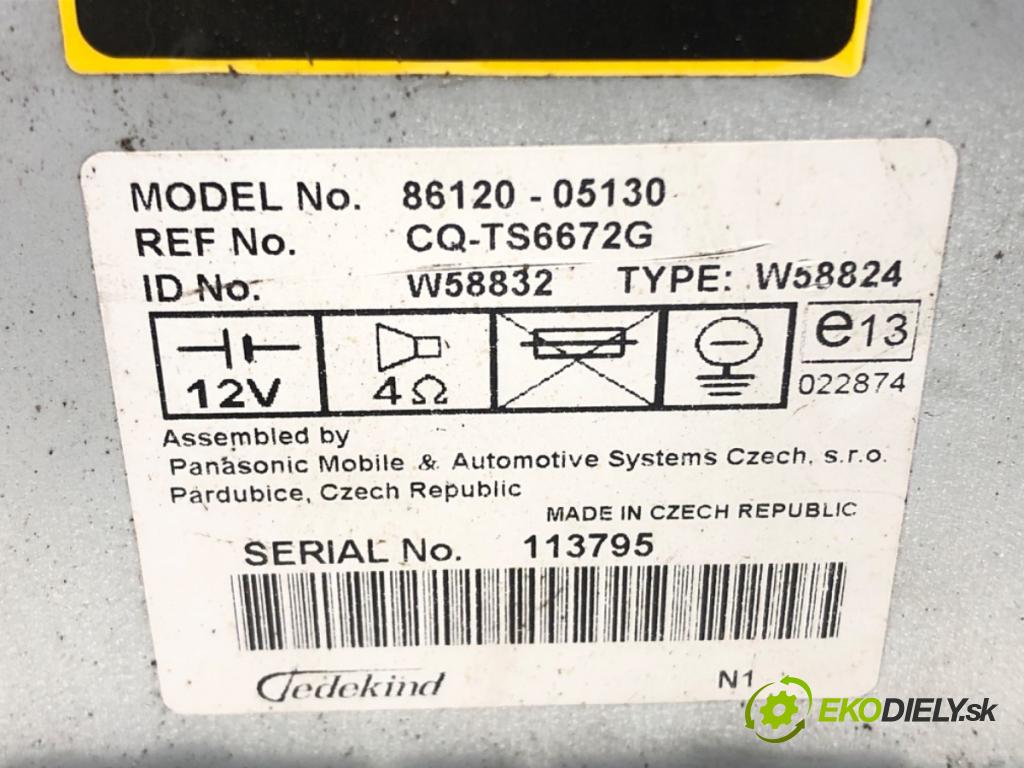 MODEL No. 86120 - 05130
REF No. CQ-TS6672G
ID No. W58832 TYPE: W58824
12V 4Ω e13
022874
Assembled by
Panasonic Mobile & Automotive Systems Czech, s.r.o.
Pardubice, Czech Republic
MADE IN CZECH REPUBLIC
SERIAL No. 113795
Tedekind N1
EKODIELY.sk